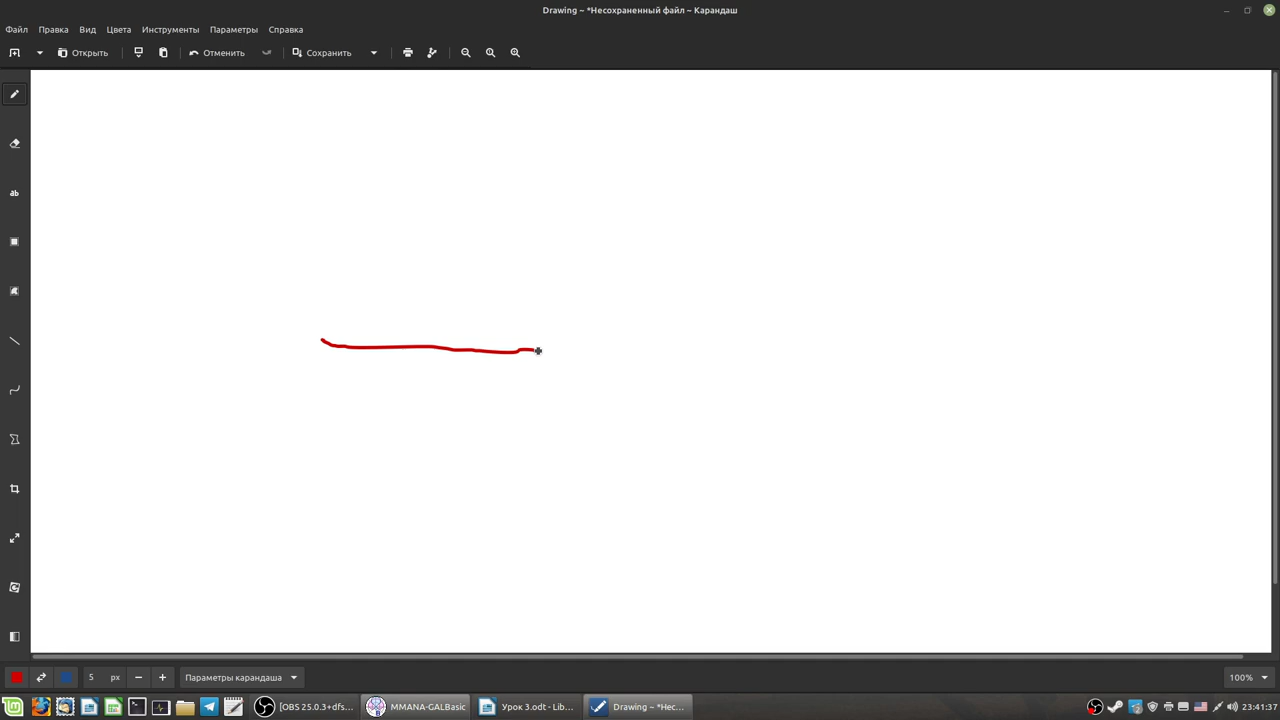 Drawing ~ *Несохраненный файл ~ Карандаш
Файл Правка Вид Цвета Инструменты Параметры Справка
Открыть Отменить Сохранить
ab
5 px Параметры карандаша 100%
[OBS 25.0.3+dfs... MMANA-GALBasic Урок 3.odt - Lib... Drawing ~ *Нес... 23:41:37